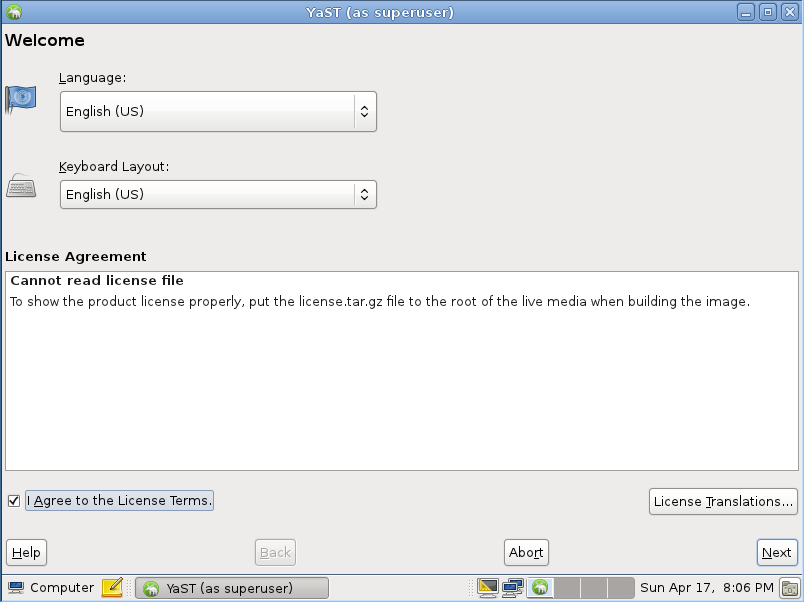 YaST (as superuser)
Welcome
Language:
English (US)
Keyboard Layout:
English (US)
License Agreement
Cannot read license file
To show the product license properly, put the license.tar.gz file to the root of the live media when building the image.
I Agree to the License Terms.
License Translations...
Help Back Abort Next
Computer YaST (as superuser) Sun Apr 17, 8:06 PM